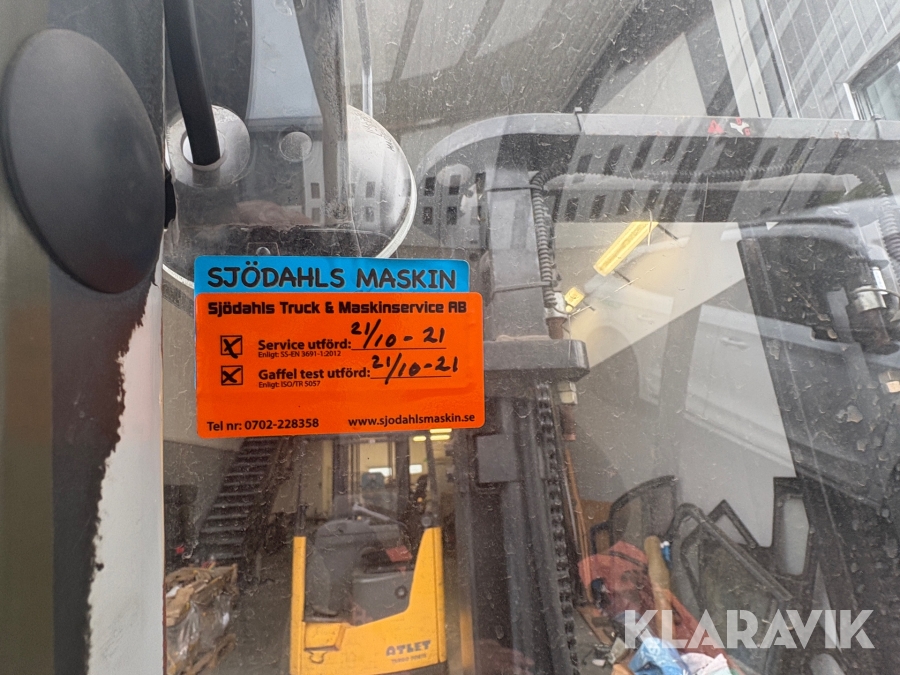 KLARAVIK
SJÖDAHLS MASKIN
Sjödahls Truck & Maskinservice AB
Service utförd: 21/10-21
Enligt: SS-EN 3691-1:2012
Gaffel test utförd: 21/10-21
Enligt: ISO/TR 5057
Tel nr: 0702-228358 www.sjodahlsmaskin.se
ATLET
KLARAVIK